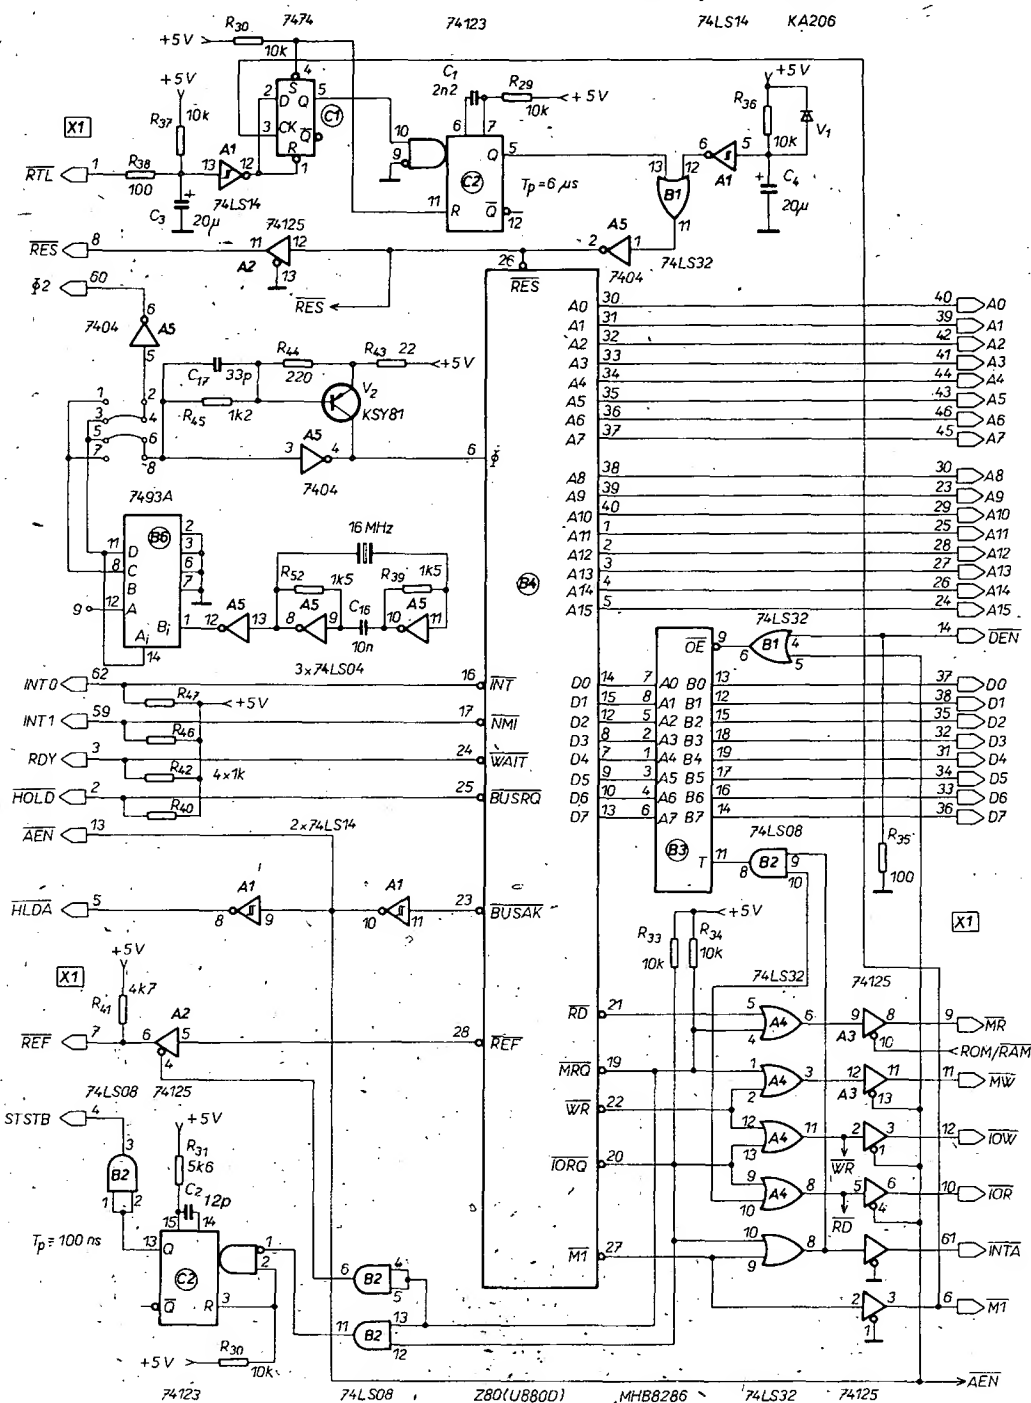 R30 7474 74123 74LS14 KA206
+5V 10k
+5V C1 2n2 R29 10k +5V +5V
R37 10k 2 D S Q 5 4 C1 R36 10k V1
X1 3 CK Q R 1 10 9 6 7
RTL 1 R38 100 13 A1 12 74LS14 C2 Q 5 Tp=6 µs 13 12 B1 6 A1 5 + C4 20µ
C3 + 20µ 11 R Q 12 11
RES 8 11 74125 12 A2 13 2 A5 1 7404 74LS32
Φ2 60 RES 26 RES
6 7404 A5 5
A0 30 40 A0
A1 31 39 A1
A2 32 42 A2
A3 33 41 A3
A4 34 44 A4
A5 35 43 A5
A6 36 46 A6
A7 37 45 A7
C17 33p R44 220 R43 22 +5V
R45 1k2 V2 KSY81
1 2
3 4
5 6
7 8
3 A5 4 7404 6 Φ
A8 38 30 A8
A9 39 23 A9
A10 40 29 A10
A11 1 25 A11
A12 2 28 A12
A13 3 27 A13
A14 4 26 A14
A15 5 24 A15
7493A
B6
11 D 2
8 C 3
B 6
9 12 A 7
Ai Bi 1
14
16 MHz
R52 1k5 R39 1k5
12 A5 13 8 A5 9 C16 10n 10 A5 11
3x74LS04
B4
74LS32
OE 9 6 B1 4 5 14 DEN
INT0 62 16 INT
R47 +5V
INT1 59 17 NMI
R46
RDY 3 24 WAIT
R42 4x1k
HOLD 2 25 BUSRQ
R40
AEN 13 2x74LS14
D0 14 7 A0 B0 13 37 D0
D1 15 8 A1 B1 12 38 D1
D2 12 5 A2 B2 15 35 D2
D3 8 2 A3 B3 18 32 D3
D4 7 1 A4 B4 19 31 D4
D5 9 3 A5 B5 17 34 D5
D6 10 4 A6 B6 16 33 D6
D7 13 6 A7 B7 14 36 D7
B3 T 11 74LS08 8 B2 9 10 R35 100
HLDA 5 8 A1 9 10 A1 11 23 BUSAK
+5V X1
R33 10k R34 10k
X1 +5V
R41 4k7 74LS32 74125
REF 7 6 A2 5 4 28 REF
74LS08 74125
RD 21 5 4 A4 6 9 A3 8 10 9 MR
ROM/RAM
MRQ 19 1 2 A4 3 12 A3 11 13 11 MW
WR 22 12 13 A4 11 2 3 1 12 IOW
WR
IORQ 20 9 10 A4 8 5 6 4 10 IOR
RD
M1 27 10 9 8 61 INTA
2 3 1 6 M1
STSTB 4 +5V
3 B2 1 2 R31 5k6
C2 12p
15 14
Tp=100 ns 13 Q C2 1 2
Q R 3
6 B2 4 5
11 B2 13 12
+5V R30 10k
AEN
74123 74LS08 Z80(U880D) MHB8286 74LS32 74125